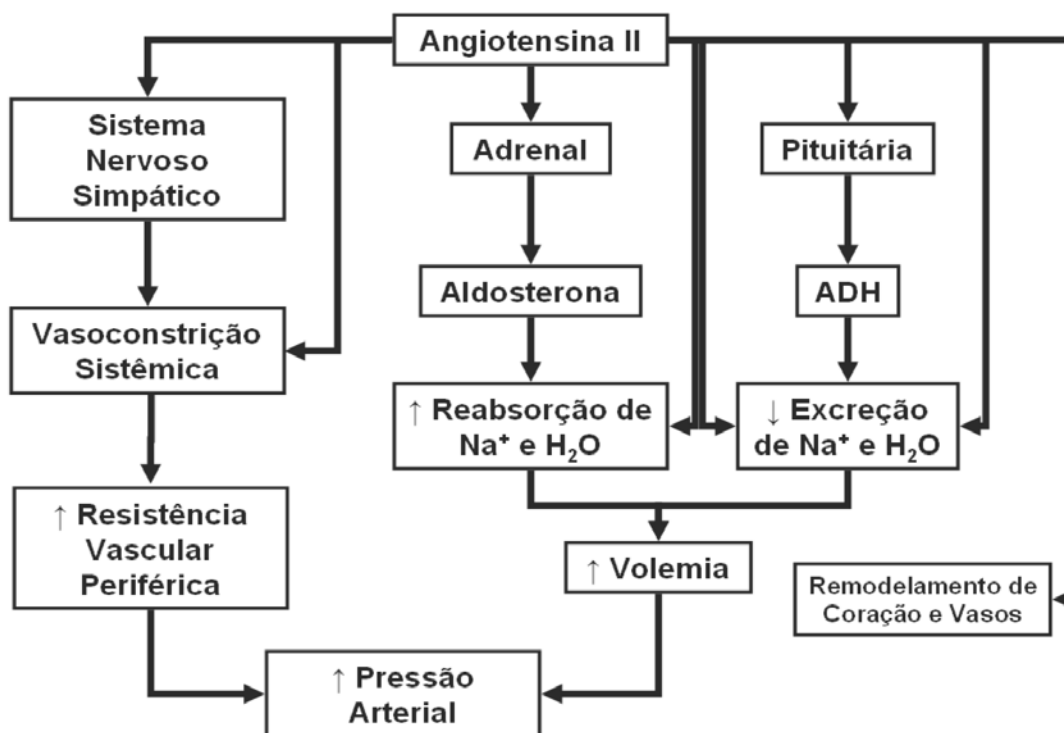 Angiotensina II
Sistema
Nervoso
Simpático
Adrenal
Pituitária
Aldosterona
ADH
Vasoconstrição
Sistêmica
↑ Reabsorção de
Na⁺ e H₂O
↓ Excreção
de Na⁺ e H₂O
↑ Resistência
Vascular
Periférica
↑ Volemia
Remodelamento de
Coração e Vasos
↑ Pressão
Arterial